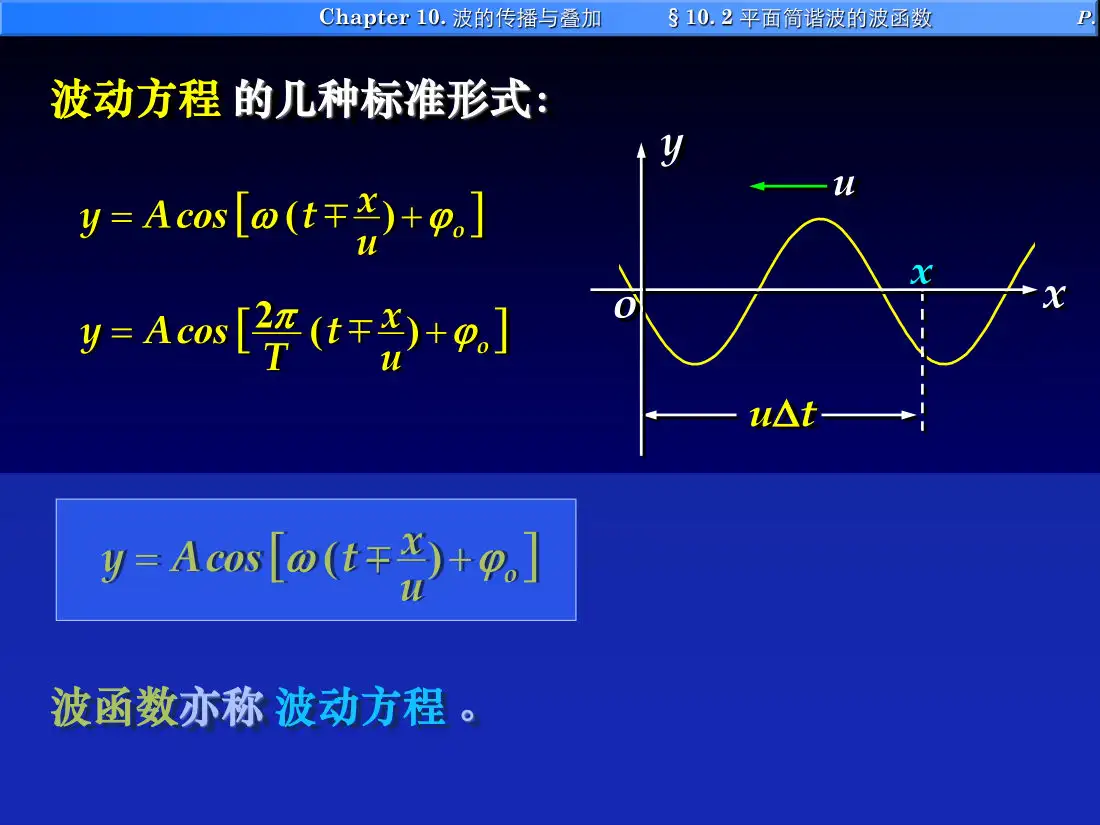 Chapter 10. 波的传播与叠加 § 10. 2 平面简谐波的波函数 P.
波动方程 的几种标准形式：
y = A cos [ω (t ∓ x/u) + φo]
y = A cos [2π/T (t ∓ x/u) + φo]
y
u
x
o
x
uΔt
y = A cos [ω (t ∓ x/u) + φo]
波函数亦称 波动方程 。